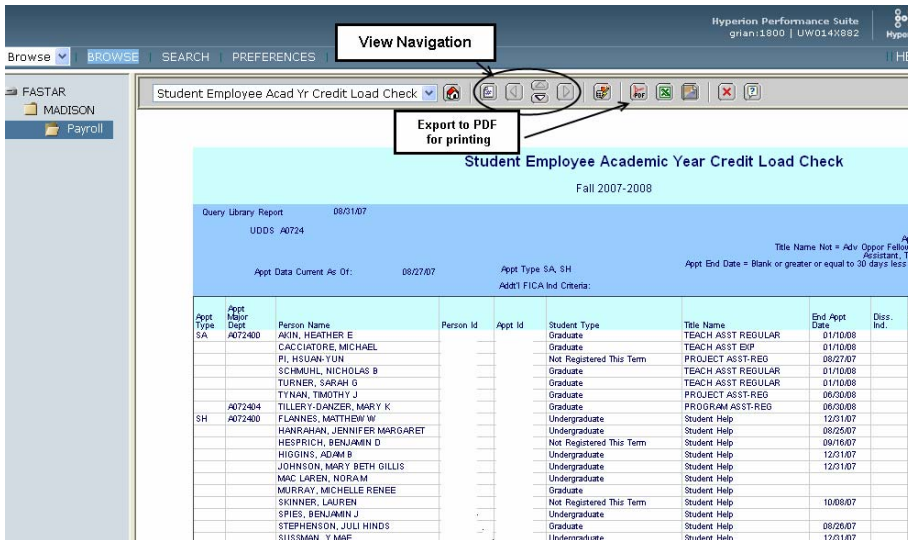 Hyperion Performance Suite
grian:1800 | UW014X882
Hype
View Navigation
Browse BROWSE SEARCH PREFERENCES HE
FASTAR
MADISON
Payroll
Student Employee Acad Yr Credit Load Check
PDF
Export to PDF
for printing
Student Employee Academic Year Credit Load Check
Fall 2007-2008
Query Library Report 08/31/07
UDDS A0724
Title Name Not = Adv Oppor Fellow
Assistant, T
Appt Data Current As Of: 08/27/07 Appt Type SA, SH Appt End Date = Blank or greater or equal to 30 days less
Addt'l FICA Ind Criteria:
Appt Type Appt Major Dept Person Name Person Id Appt Id Student Type Title Name End Appt Date Diss. Ind.
SA A072400 AKIN, HEATHER E Graduate TEACH ASST REGULAR 01/10/08
CACCIATORE, MICHAEL Graduate TEACH ASST EXP 01/10/08
PI, HSUAN-YUN Not Registered This Term PROJECT ASST-REG 08/27/07
SCHMUHL, NICHOLAS B Graduate TEACH ASST REGULAR 01/10/08
TURNER, SARAH G Graduate TEACH ASST REGULAR 01/10/08
TYNAN, TIMOTHY J Graduate PROJECT ASST-REG 06/30/08
A072404 TILLERY-DANZER, MARY K Graduate PROGRAM ASST-REG 06/30/08
SH A072400 FLANNES, MATTHEW W Undergraduate Student Help 12/31/07
HANRAHAN, JENNIFER MARGARET Undergraduate Student Help 08/25/07
HESPRICH, BENJAMIN D Not Registered This Term Student Help 09/16/07
HIGGINS, ADAM B Undergraduate Student Help 12/31/07
JOHNSON, MARY BETH GILLIS Undergraduate Student Help 12/31/07
MAC LAREN, NORA M Undergraduate Student Help
MURRAY, MICHELLE RENEE Graduate Student Help
SKINNER, LAUREN Not Registered This Term Student Help 10/08/07
SPIES, BENJAMIN J Undergraduate Student Help
STEPHENSON, JULI HINDS Graduate Student Help 08/26/07
SUSSMAN, Y MAE Undergraduate Student Help 12/31/07